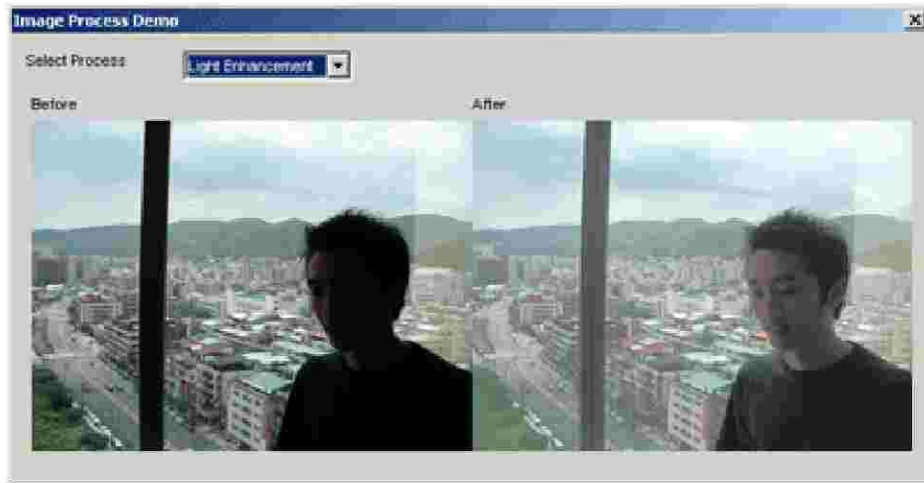 Image Process Demo
Select Process
Light Enhancement
Before
After